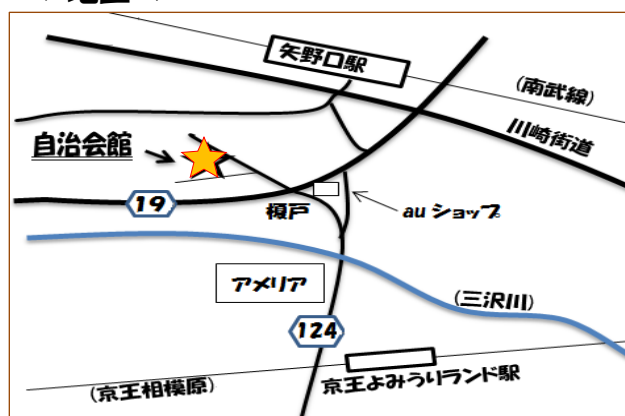 矢野口駅
(南武線)
川崎街道
自治会館
19
榎戸
auショップ
アメリア
(三沢川)
124
京王よみうりランド駅
(京王相模原)